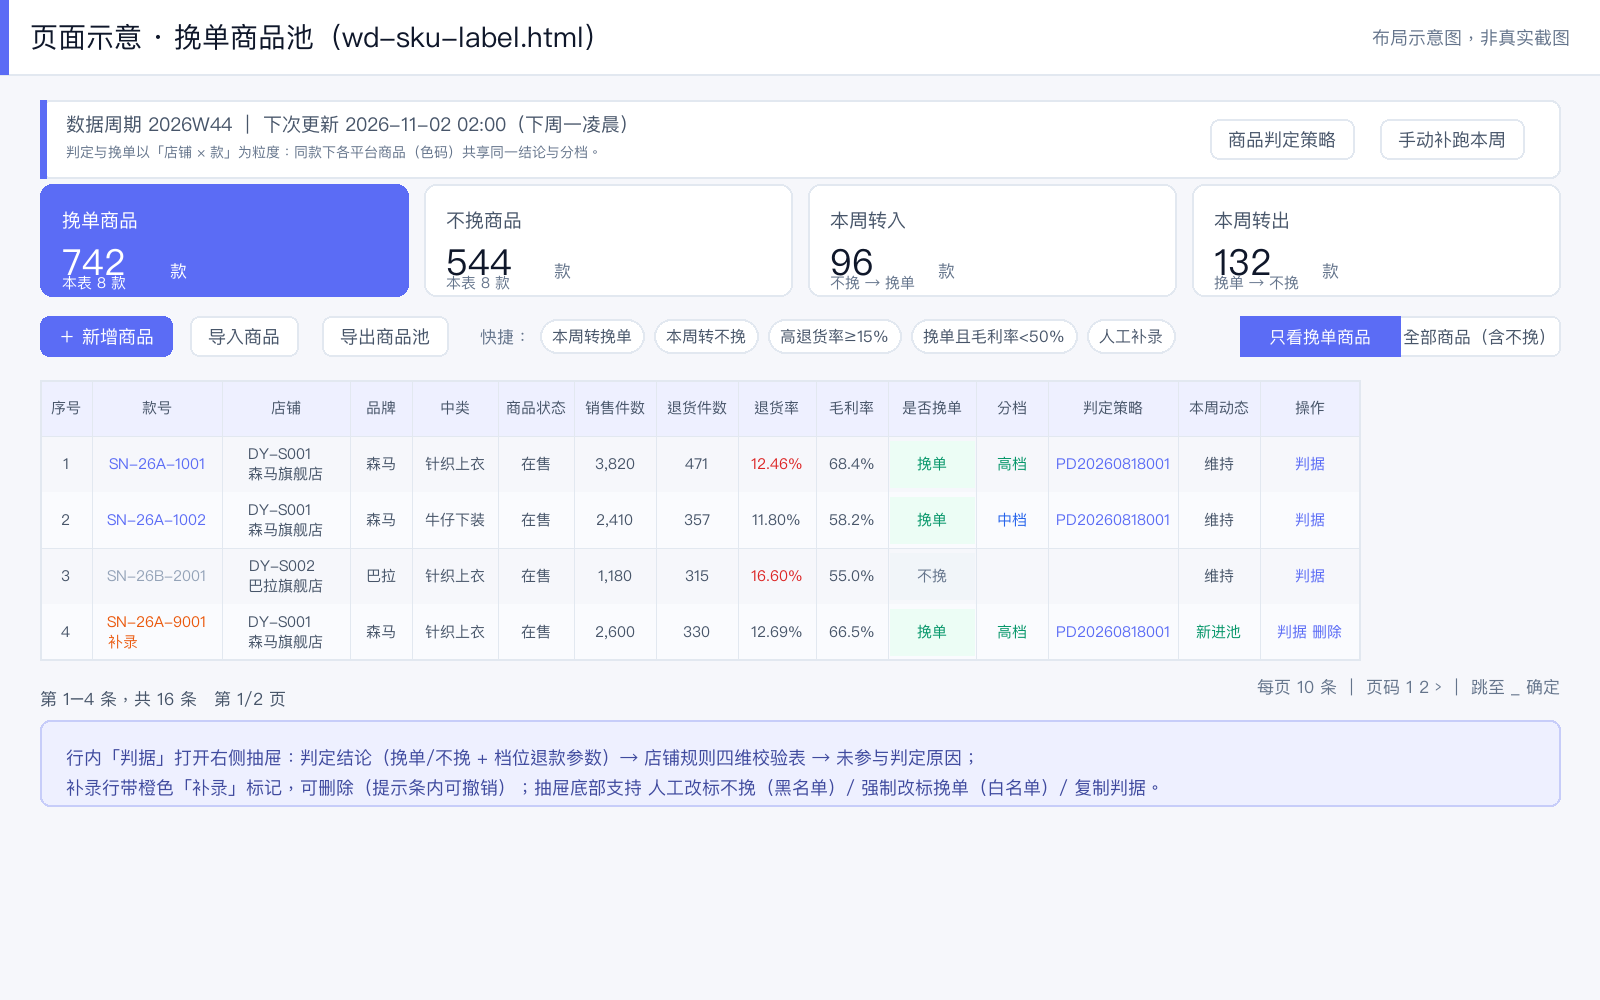 页面示意 · 挽单商品池（wd-sku-label.html）
布局示意图，非真实截图
数据周期 2026W44 ｜ 下次更新 2026-11-02 02:00（下周一凌晨）
判定与挽单以「店铺 × 款」为粒度：同款下各平台商品（色码）共享同一结论与分档。
商品判定策略
手动补跑本周
挽单商品
742 款
本表 8 款
不挽商品
544 款
本表 8 款
本周转入
96 款
不挽 → 挽单
本周转出
132 款
挽单 → 不挽
＋ 新增商品
导入商品
导出商品池
快捷：
本周转挽单
本周转不挽
高退货率≥15%
挽单且毛利率<50%
人工补录
只看挽单商品
全部商品（含不挽）
序号 款号 店铺 品牌 中类 商品状态 销售件数 退货件数 退货率 毛利率 是否挽单 分档 判定策略 本周动态 操作
1 SN-26A-1001 DY-S001 森马旗舰店 森马 针织上衣 在售 3,820 471 12.46% 68.4% 挽单 高档 PD20260818001 维持 判据
2 SN-26A-1002 DY-S001 森马旗舰店 森马 牛仔下装 在售 2,410 357 11.80% 58.2% 挽单 中档 PD20260818001 维持 判据
3 SN-26B-2001 DY-S002 巴拉旗舰店 巴拉 针织上衣 在售 1,180 315 16.60% 55.0% 不挽 维持 判据
4 SN-26A-9001 补录 DY-S001 森马旗舰店 森马 针织上衣 在售 2,600 330 12.69% 66.5% 挽单 高档 PD20260818001 新进池 判据 删除
第 1—4 条，共 16 条 第 1/2 页
每页 10 条 ｜ 页码 1 2 › ｜ 跳至 _ 确定
行内「判据」打开右侧抽屉：判定结论（挽单/不挽 + 档位退款参数）→ 店铺规则四维校验表 → 未参与判定原因；
补录行带橙色「补录」标记，可删除（提示条内可撤销）；抽屉底部支持 人工改标不挽（黑名单）/ 强制改标挽单（白名单）/ 复制判据。